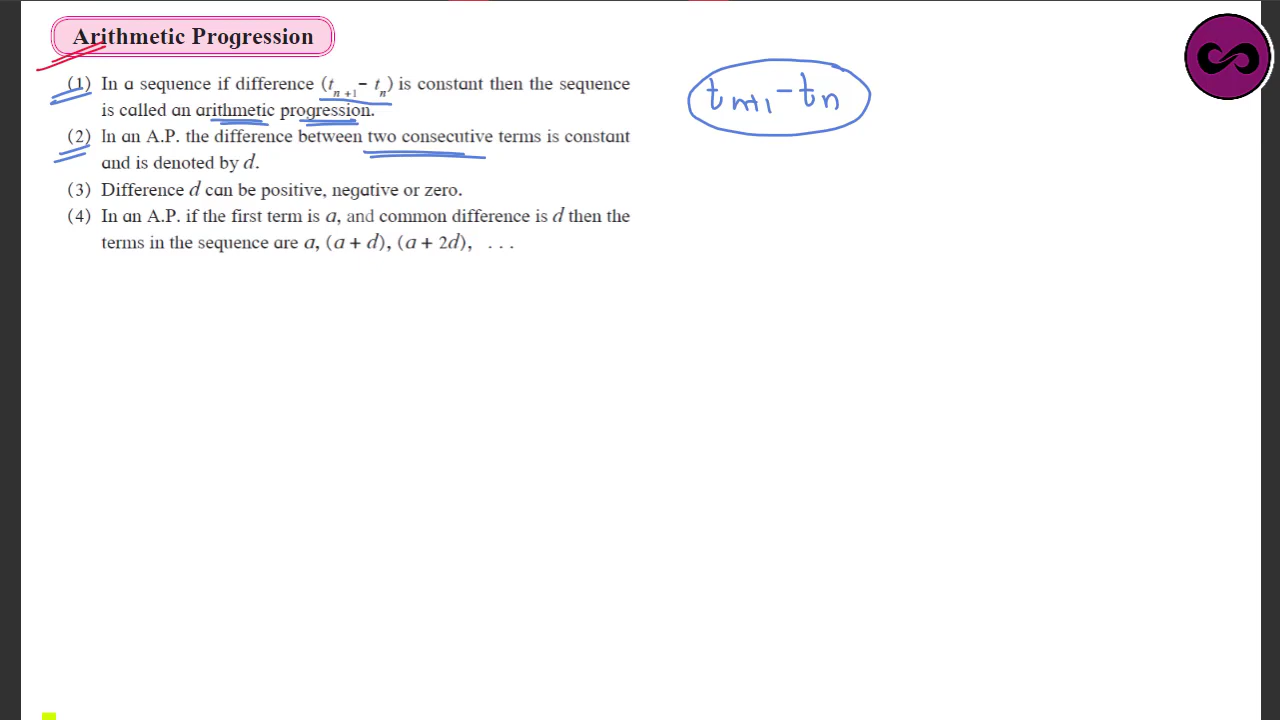 Arithmetic Progression
(1) In a sequence if difference (tₙ₊₁ − tₙ) is constant then the sequence
is called an arithmetic progression.
tₙ₊₁ − tₙ
(2) In an A.P. the difference between two consecutive terms is constant
and is denoted by d.
(3) Difference d can be positive, negative or zero.
(4) In an A.P. if the first term is a, and common difference is d then the
terms in the sequence are a, (a + d), (a + 2d), . . .